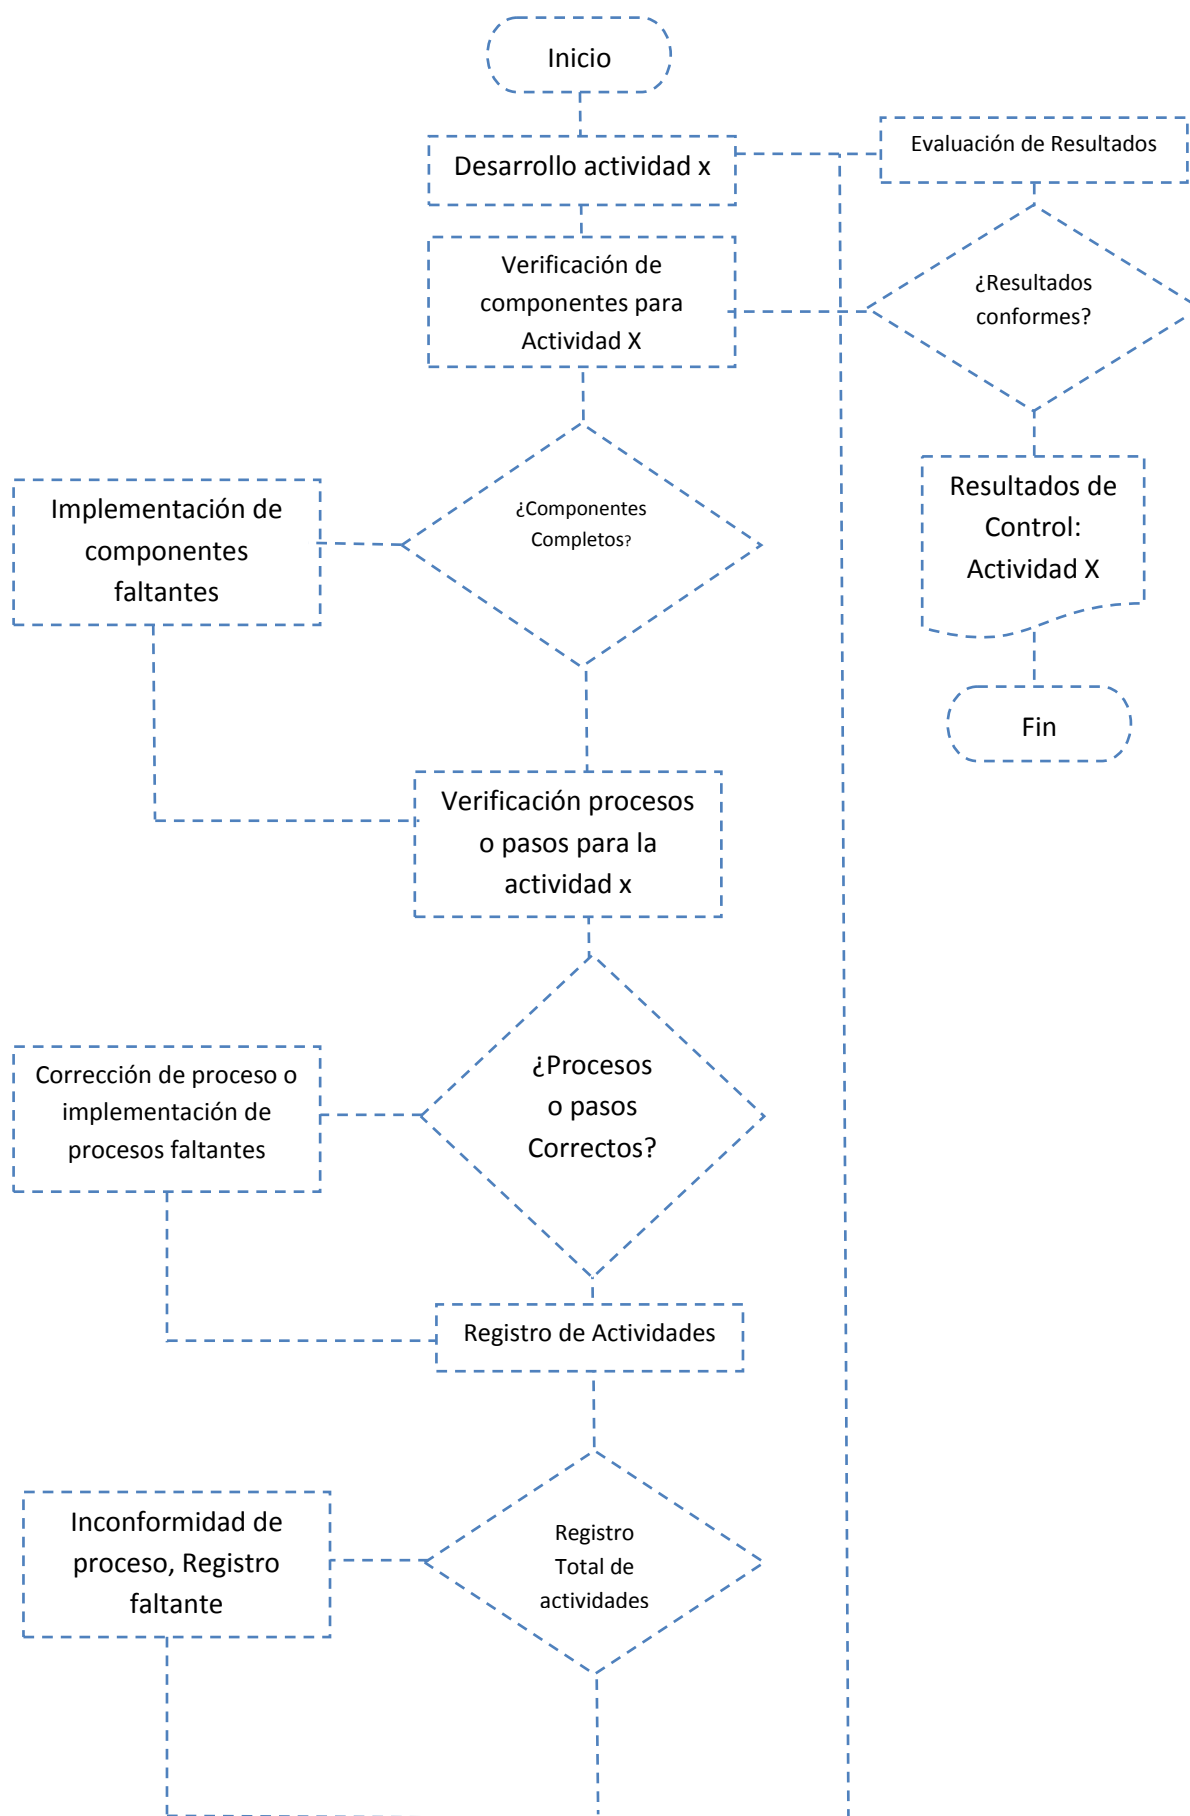 Inicio
Desarrollo actividad x
Verificación de
componentes para
Actividad X
¿Componentes
Completos?
Implementación de
componentes
faltantes
Verificación procesos
o pasos para la
actividad x
¿Procesos
o pasos
Correctos?
Corrección de proceso o
implementación de
procesos faltantes
Registro de Actividades
Registro
Total de
actividades
Inconformidad de
proceso, Registro
faltante
Evaluación de Resultados
¿Resultados
conformes?
Resultados de
Control:
Actividad X
Fin